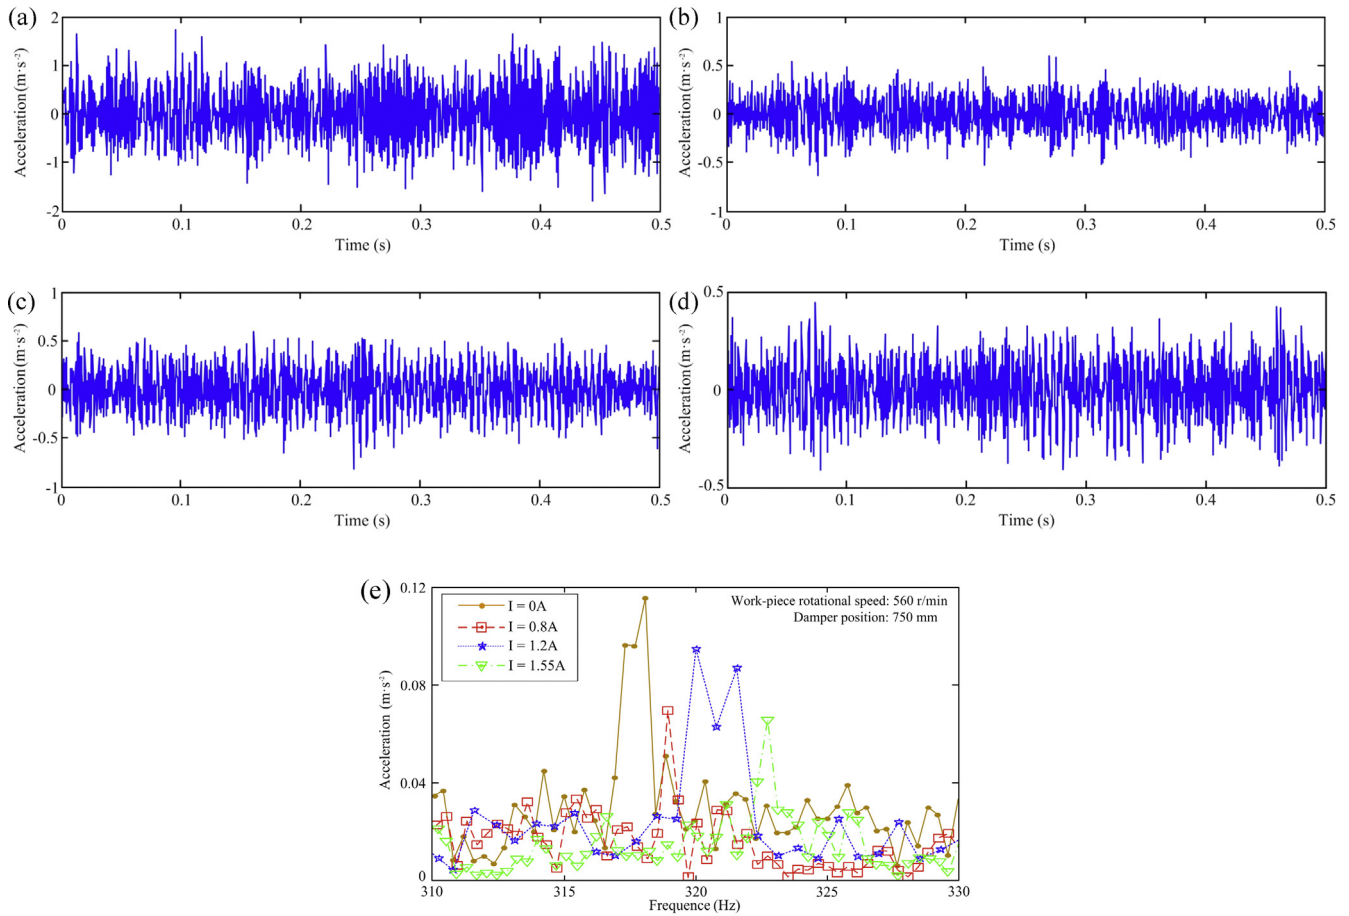 (a)
2
1
0
-1
-2
Acceleration (m·s⁻²)
0 0.1 0.2 0.3 0.4 0.5
Time (s)
(b)
1
0.5
0
-0.5
-1
Acceleration (m·s⁻²)
0 0.1 0.2 0.3 0.4 0.5
Time (s)
(c)
1
0.5
0
-0.5
-1
Acceleration (m·s⁻²)
0 0.1 0.2 0.3 0.4 0.5
Time (s)
(d)
0.5
0
-0.5
Acceleration (m·s⁻²)
0 0.1 0.2 0.3 0.4 0.5
Time (s)
(e)
0.12
0.08
0.04
0
Acceleration (m·s⁻²)
I = 0A
I = 0.8A
I = 1.2A
I = 1.55A
Work-piece rotational speed: 560 r/min
Damper position: 750 mm
310 315 320 325 330
Frequence (Hz)